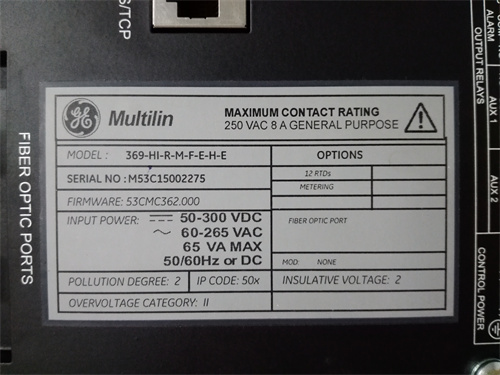 S/TCP
FIBER OPTIC PORTS
GE Multilin
MAXIMUM CONTACT RATING
250 VAC 8 A GENERAL PURPOSE
MODEL : 369-HI-R-M-F-E-H-E
OPTIONS
SERIAL NO : M53C15002275
12 RTDs
METERING
FIRMWARE: 53CMC362.000
INPUT POWER: 50-300 VDC
~ 60-265 VAC
65 VA MAX
50/60Hz or DC
FIBER OPTIC PORT
MOD: NONE
POLLUTION DEGREE: 2
IP CODE: 50x
INSULATIVE VOLTAGE: 2
OVERVOLTAGE CATEGORY: II
ALARM
OUTPUT RELAYS
AUX 1
AUX 2
CONTROL POWER